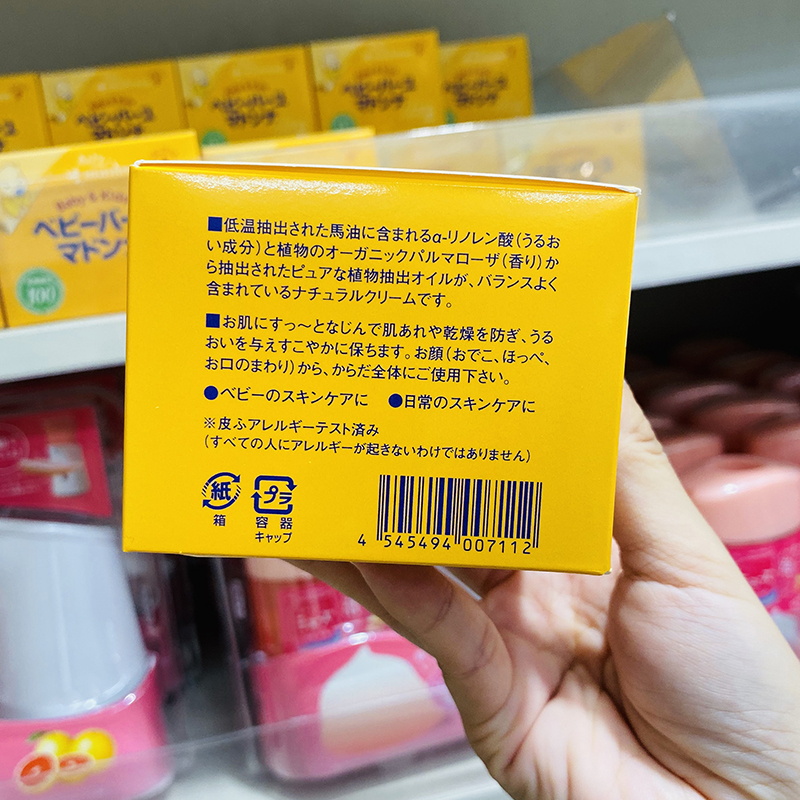 Baby & Kids
ベビーバー
マドン
100
■低温抽出された馬油に含まれるα-リノレン酸(うるお
い成分)と植物のオーガニックパルマローザ(香り)か
ら抽出されたピュアな植物抽出オイルが、バランスよく
含まれているナチュラルクリームです。
■お肌にすっ〜となじんで肌あれや乾燥を防ぎ、うる
おいを与えすこやかに保ちます。お顔(おでこ、ほっぺ、
お口のまわり)から、からだ全体にご使用下さい。
●ベビーのスキンケアに ●日常のスキンケアに
※皮ふアレルギーテスト済み
(すべての人にアレルギーが起きないわけではありません)
紙 プラ
箱 容器
キャップ
4 545494 007112